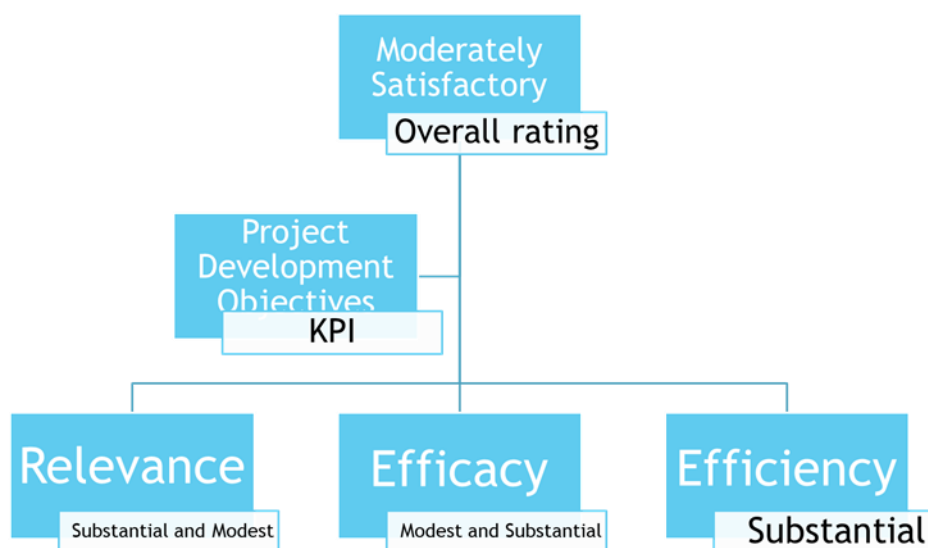 Moderately
Satisfactory
Overall rating
Project
Development
Objectives
KPI
Relevance
Efficacy
Efficiency
Substantial and Modest
Modest and Substantial
Substantial